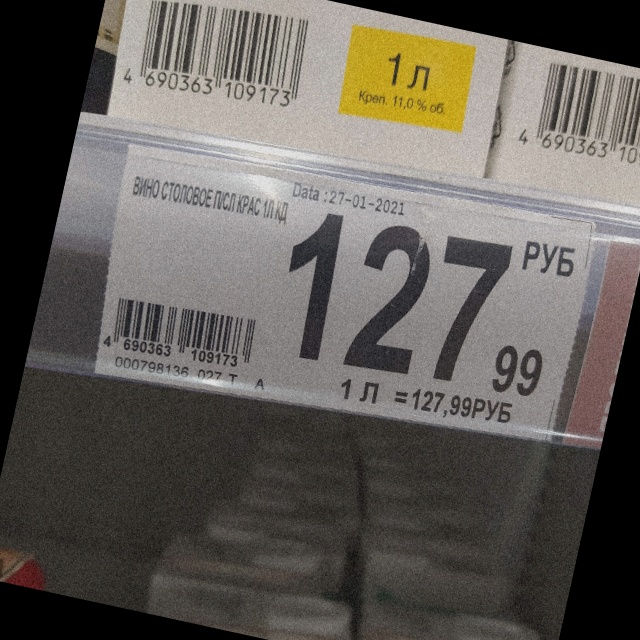 4 690363 109173
1 Л
Креп. 11.0% об
4 690363 10
ВИНО СТОЛОВОЕ П СЛ КРАС 1Л
Data :27-01-2021
127 РУБ
99
4 690363 109173
000798136 027 Г А
1 Л =127,99РУБ